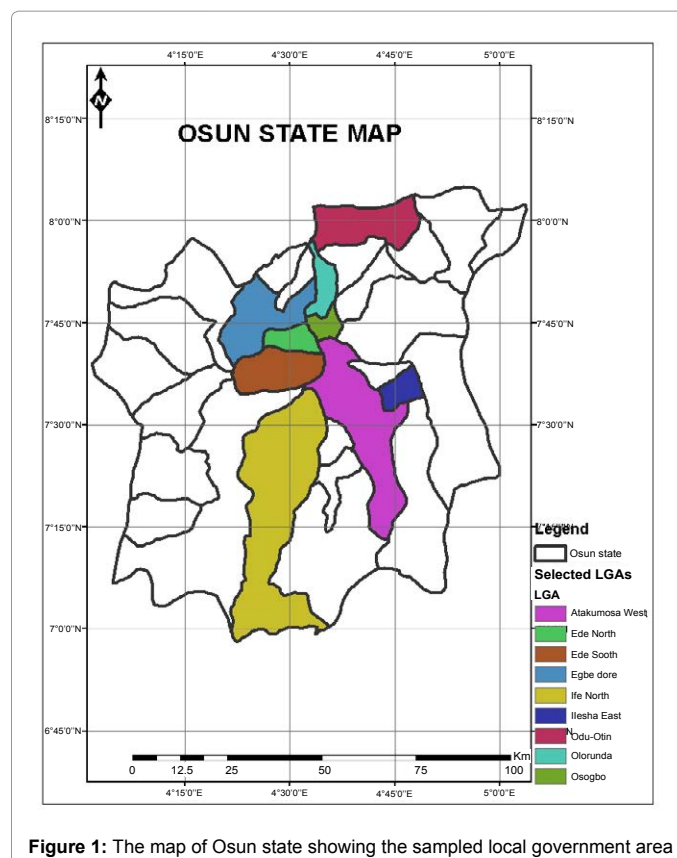 4°15'0"E 4°30'0"E 4°45'0"E 5°0'0"E
N
8°15'0"N 8°15'0"N
OSUN STATE MAP
8°0'0"N 8°0'0"N
7°45'0"N 7°45'0"N
7°30'0"N 7°30'0"N
7°15'0"N
Legend
Osun state
Selected LGAs
LGA
Atakumosa West
7°0'0"N
Ede North
Ede Sooth
Egbe dore
Ife North
Ilesha East
6°45'0"N
Odu-Otin
Olorunda
Osogbo
Km
0 12.5 25 50 75 100
4°15'0"E 4°30'0"E 4°45'0"E 5°0'0"E
Figure 1: The map of Osun state showing the sampled local government area